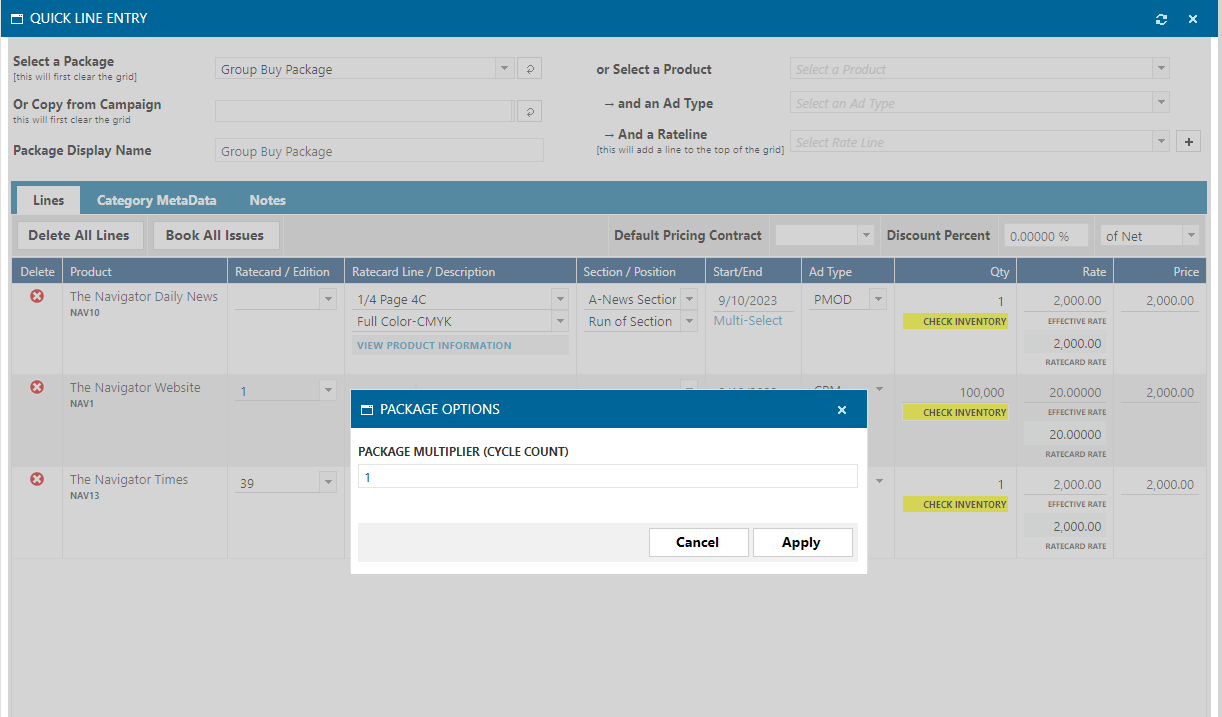 QUICK LINE ENTRY
Select a Package
[this will first clear the grid]
Group Buy Package
or Select a Product
Select a Product
Or Copy from Campaign
this will first clear the grid
→ and an Ad Type
Select an Ad Type
→ And a Rateline
[this will add a line to the top of the grid]
Select Rate Line
Package Display Name
Group Buy Package
Lines Category MetaData Notes
Delete All Lines Book All Issues Default Pricing Contract Discount Percent 0.00000 % of Net
Delete Product Ratecard / Edition Ratecard Line / Description Section / Position Start/End Ad Type Qty Rate Price
The Navigator Daily News 1/4 Page 4C A-News Section 9/10/2023 PMOD 1 2,000.00 2,000.00
NAV10 Full Color-CMYK Run of Section Multi-Select CHECK INVENTORY EFFECTIVE RATE
VIEW PRODUCT INFORMATION 2,000.00
RATECARD RATE
The Navigator Website 1 100,000 20.00000 2,000.00
NAV1 CHECK INVENTORY EFFECTIVE RATE
20.00000
RATECARD RATE
The Navigator Times 39 1 2,000.00 2,000.00
NAV13 CHECK INVENTORY EFFECTIVE RATE
2,000.00
RATECARD RATE
PACKAGE OPTIONS
PACKAGE MULTIPLIER (CYCLE COUNT)
1
Cancel Apply